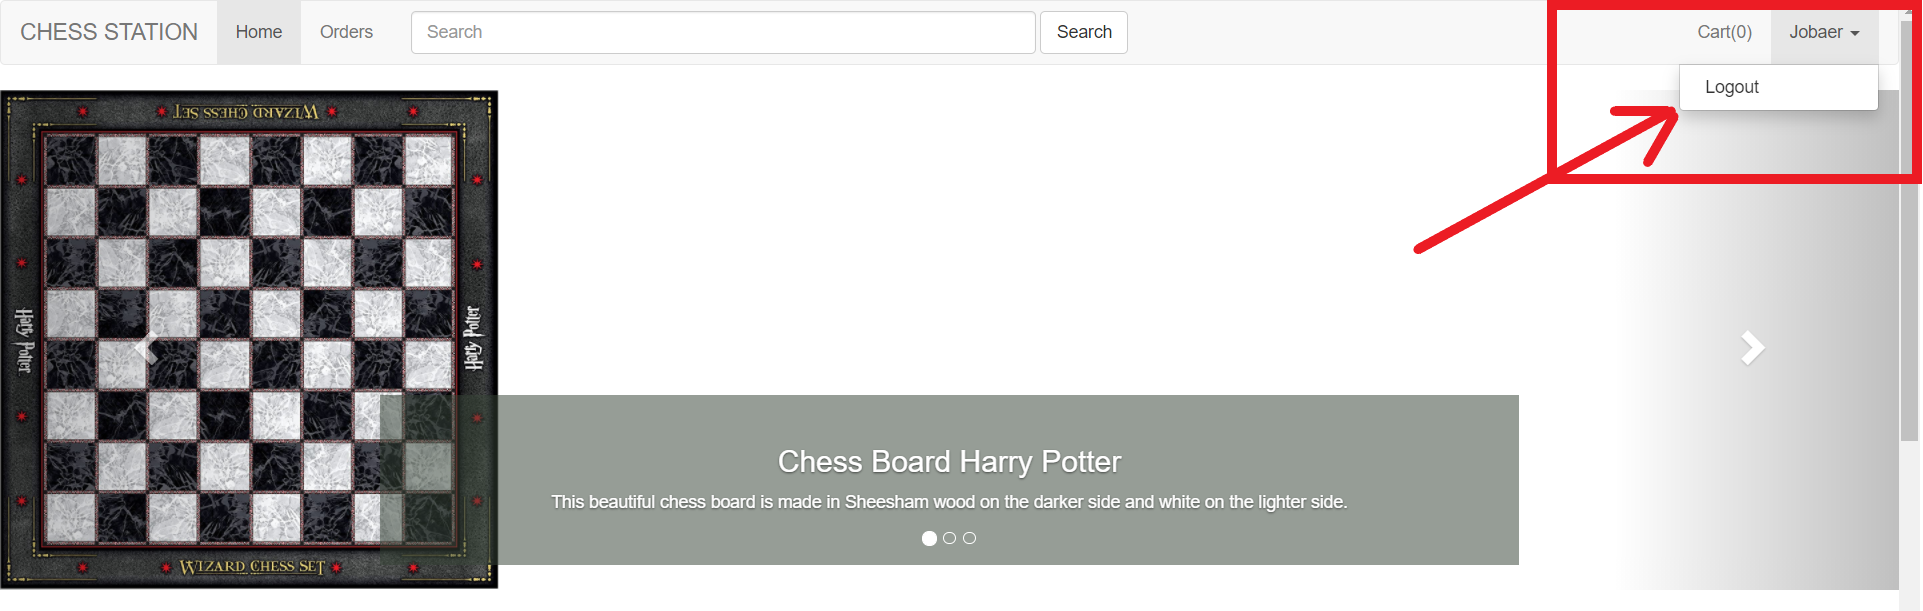 CHESS STATION Home Orders Search Search Cart(0) Jobaer
Logout
WIZARD CHESS SET
Harry Potter
Harry Potter
Chess Board Harry Potter
This beautiful chess board is made in Sheesham wood on the darker side and white on the lighter side.
WIZARD CHESS SET